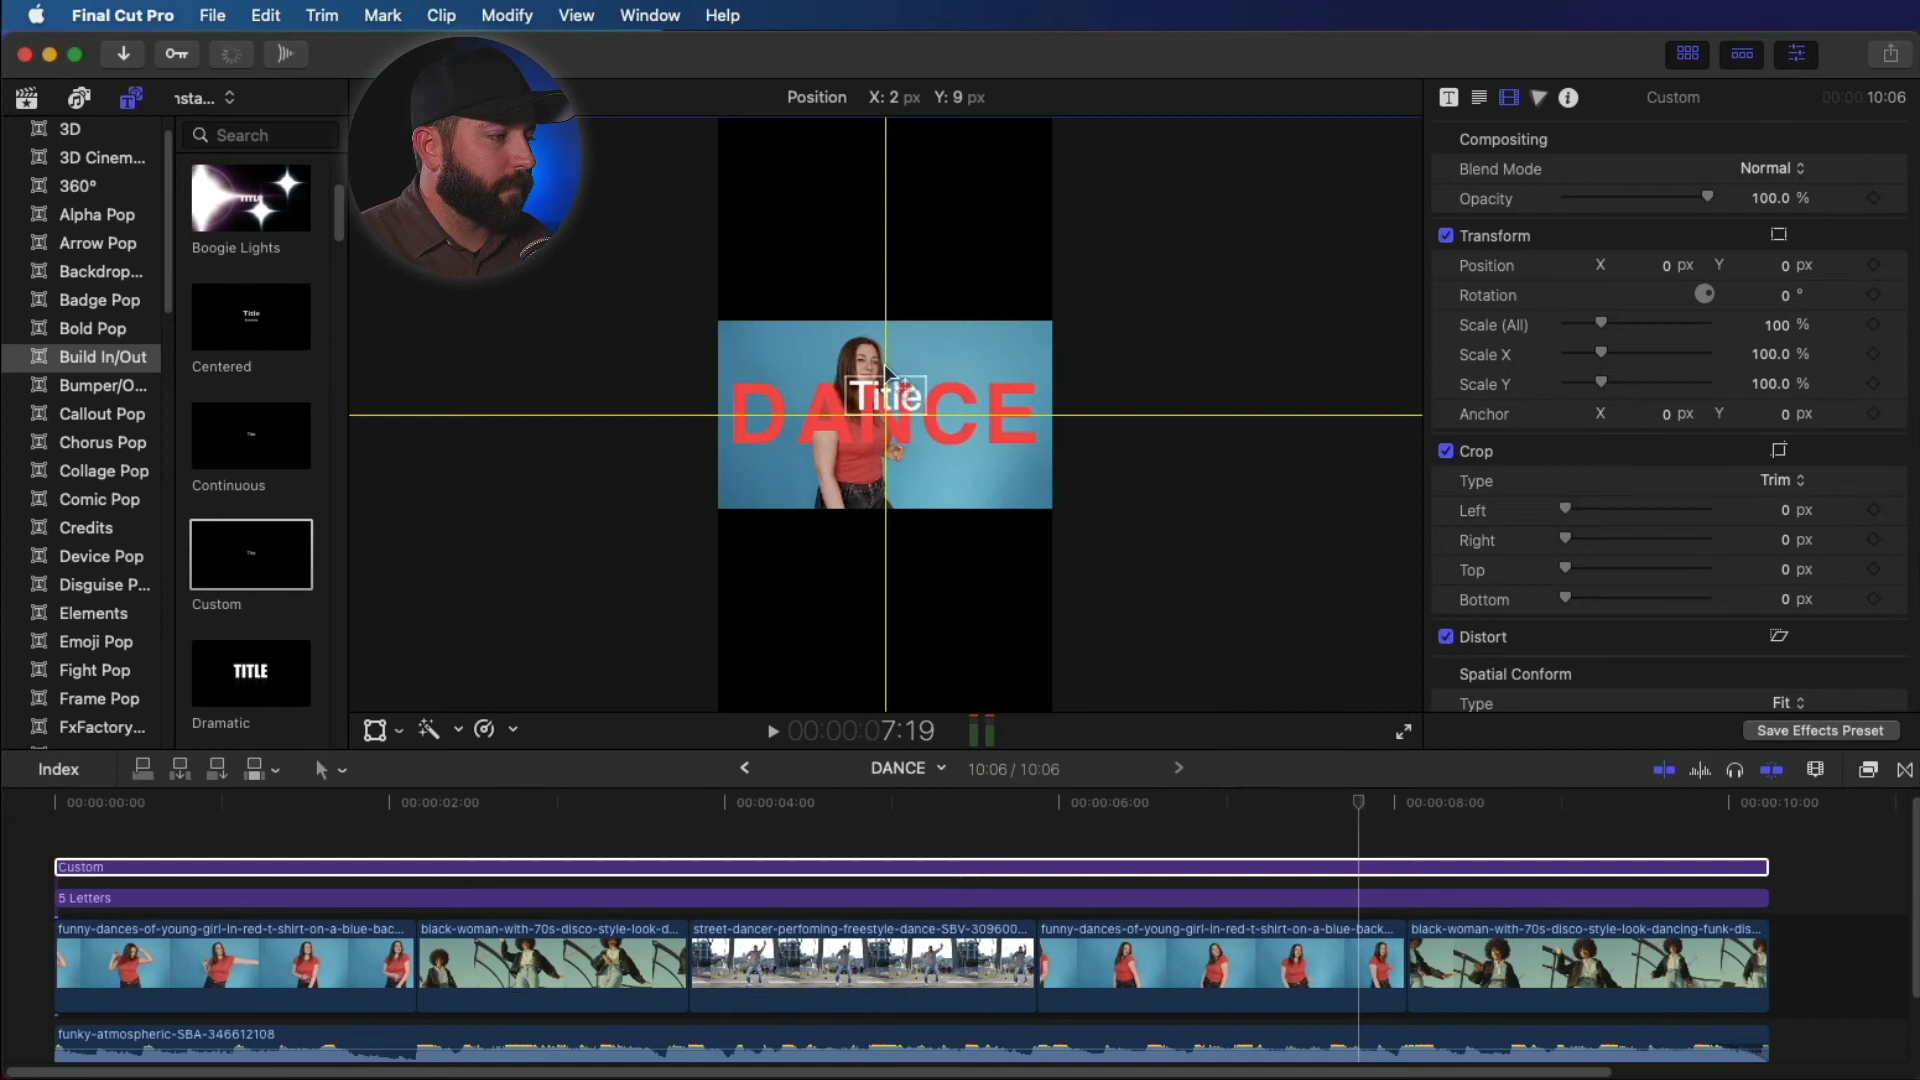 Final Cut Pro File Edit Trim Mark Clip Modify View Window Help
nsta...
Position X: 2 px Y: 9 px
Custom 00:00:10:06
3D
3D Cinem...
360°
Alpha Pop
Arrow Pop
Backdrop...
Badge Pop
Bold Pop
Build In/Out
Bumper/O...
Callout Pop
Chorus Pop
Collage Pop
Comic Pop
Credits
Device Pop
Disguise P...
Elements
Emoji Pop
Fight Pop
Frame Pop
FxFactory...
Search
TITLE
Boogie Lights
Title
Centered
Title
Continuous
Title
Custom
TITLE
Dramatic
DANCE
Title
Compositing
Blend Mode Normal
Opacity 100.0 %
Transform
Position X 0 px Y 0 px
Rotation 0 °
Scale (All) 100 %
Scale X 100.0 %
Scale Y 100.0 %
Anchor X 0 px Y 0 px
Crop
Type Trim
Left 0 px
Right 0 px
Top 0 px
Bottom 0 px
Distort
Spatial Conform
Type Fit
00:00:07:19
Save Effects Preset
Index
DANCE 10:06 / 10:06
00:00:00:00 00:00:02:00 00:00:04:00 00:00:06:00 00:00:08:00 00:00:10:00
Custom
5 Letters
funny-dances-of-young-girl-in-red-t-shirt-on-a-blue-bac...
black-woman-with-70s-disco-style-look-d...
street-dancer-perfoming-freestyle-dance-SBV-309600...
funny-dances-of-young-girl-in-red-t-shirt-on-a-blue-back...
black-woman-with-70s-disco-style-look-dancing-funk-dis...
funky-atmospheric-SBA-346612108